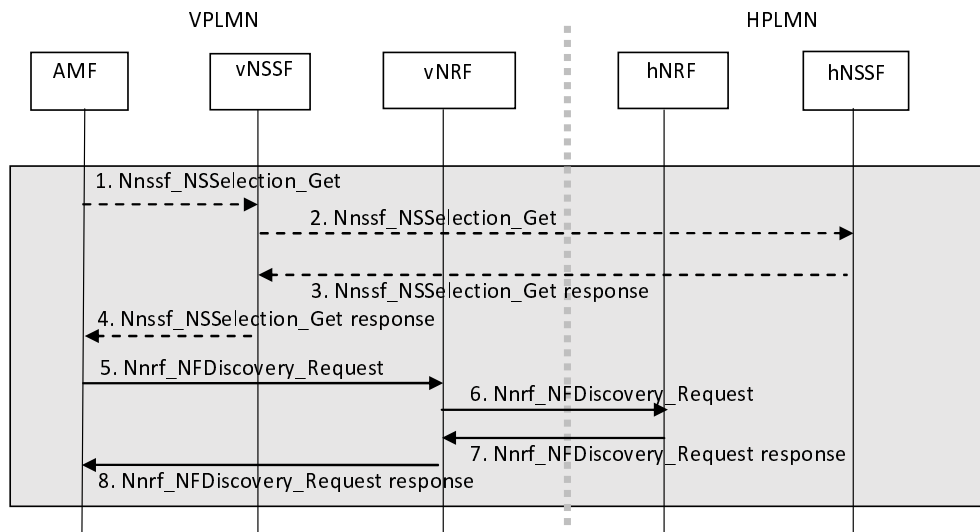 VPLMN
HPLMN
AMF
vNSSF
vNRF
hNRF
hNSSF
1. Nnssf_NSSelection_Get
2. Nnssf_NSSelection_Get
3. Nnssf_NSSelection_Get response
4. Nnssf_NSSelection_Get response
5. Nnrf_NFDiscovery_Request
6. Nnrf_NFDiscovery_Request
7. Nnrf_NFDiscovery_Request response
8. Nnrf_NFDiscovery_Request response